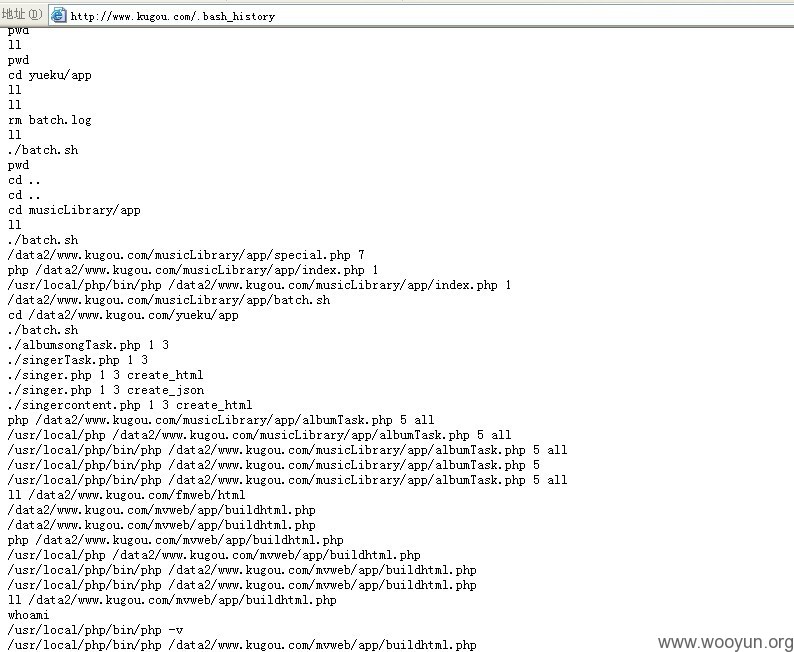 地址(D) http://www.kugou.com/.bash_history
pwd
ll
pwd
cd yueku/app
ll
ll
rm batch.log
ll
./batch.sh
pwd
cd ..
cd ..
cd musicLibrary/app
ll
./batch.sh
/data2/www.kugou.com/musicLibrary/app/special.php 7
php /data2/www.kugou.com/musicLibrary/app/index.php 1
/usr/local/php/bin/php /data2/www.kugou.com/musicLibrary/app/index.php 1
/data2/www.kugou.com/musicLibrary/app/batch.sh
cd /data2/www.kugou.com/yueku/app
./batch.sh
./albumsongTask.php 1 3
./singerTask.php 1 3
./singer.php 1 3 create_html
./singer.php 1 3 create_json
./singercontent.php 1 3 create_html
php /data2/www.kugou.com/musicLibrary/app/albumTask.php 5 all
/usr/local/php /data2/www.kugou.com/musicLibrary/app/albumTask.php 5 all
/usr/local/php/bin/php /data2/www.kugou.com/musicLibrary/app/albumTask.php 5 all
/usr/local/php/bin/php /data2/www.kugou.com/musicLibrary/app/albumTask.php 5
/usr/local/php/bin/php /data2/www.kugou.com/musicLibrary/app/albumTask.php 5 all
ll /data2/www.kugou.com/fmweb/html
/data2/www.kugou.com/mvweb/app/buildhtml.php
/data2/www.kugou.com/mvweb/app/buildhtml.php
php /data2/www.kugou.com/mvweb/app/buildhtml.php
/usr/local/php /data2/www.kugou.com/mvweb/app/buildhtml.php
/usr/local/php/bin/php /data2/www.kugou.com/mvweb/app/buildhtml.php
/usr/local/php/bin/php /data2/www.kugou.com/mvweb/app/buildhtml.php
ll /data2/www.kugou.com/mvweb/app/buildhtml.php
whoami
/usr/local/php/bin/php -v
/usr/local/php/bin/php /data2/www.kugou.com/mvweb/app/buildhtml.php
www.wooyun.org